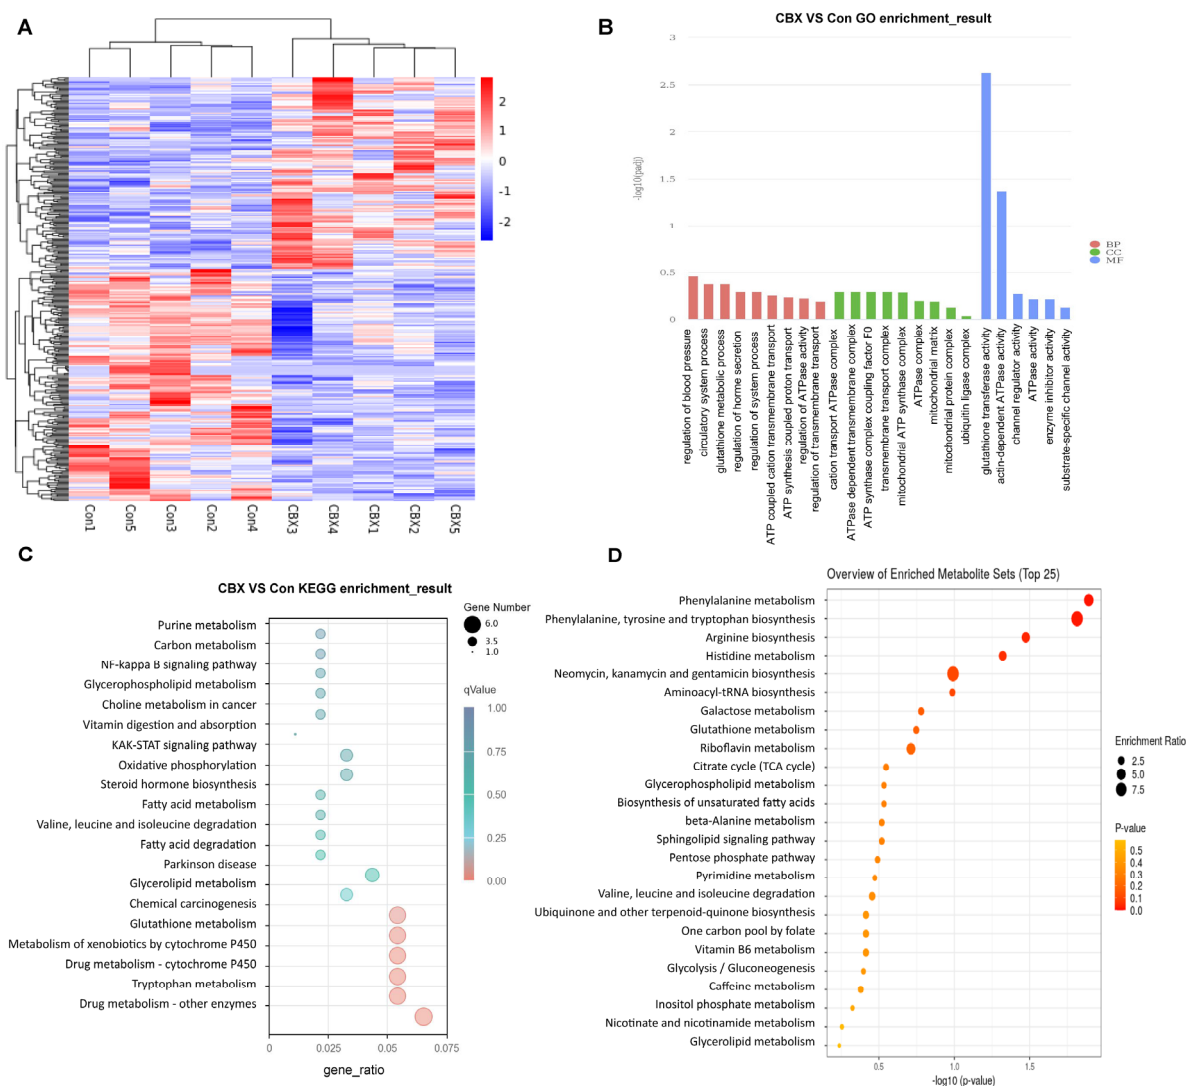 A
2
1
0
-1
-2
Con1
Con5
Con3
Con2
Con4
CBX3
CBX4
CBX1
CBX2
CBX5
B
CBX VS Con GO enrichment_result
3
2.5
2
1.5
1
0.5
0
-log10(padj)
BP
CC
MF
regulation of blood pressure
circulatory system process
glutathione metabolic process
regulation of horne secretion
regulation of system process
ATP coupled cation transmembrane transport
ATP synthesis coupled proton transport
regulation of ATPase activity
regulation of transmembrane transport
cation transport ATPase complex
ATPase dependent transmembrane complex
ATP synthase complex coupling factor F0
transmembrane transport complex
mitochondrial ATP synthase complex
ATPase complex
mitochondrial matrix
mitochondrial protein complex
ubiquitin ligase complex
glutathione transferase activity
actin-dependent ATPase activity
channel regulator activity
ATPase activity
enzyme inhibitor activity
substrate-specific channel activity
C
CBX VS Con KEGG enrichment_result
Purine metabolism
Carbon metabolism
NF-kappa B signaling pathway
Glycerophospholipid metabolism
Choline metabolism in cancer
Vitamin digestion and absorption
KAK-STAT signaling pathway
Oxidative phosphorylation
Steroid hormone biosynthesis
Fatty acid metabolism
Valine, leucine and isoleucine degradation
Fatty acid degradation
Parkinson disease
Glycerolipid metabolism
Chemical carcinogenesis
Glutathione metabolism
Metabolism of xenobiotics by cytochrome P450
Drug metabolism - cytochrome P450
Tryptophan metabolism
Drug metabolism - other enzymes
0
0.025
0.05
0.075
gene_ratio
Gene Number
6.0
3.5
1.0
qValue
1.00
0.75
0.50
0.25
0.00
D
Overview of Enriched Metabolite Sets (Top 25)
Phenylalanine metabolism
Phenylalanine, tyrosine and tryptophan biosynthesis
Arginine biosynthesis
Histidine metabolism
Neomycin, kanamycin and gentamicin biosynthesis
Aminoacyl-tRNA biosynthesis
Galactose metabolism
Glutathione metabolism
Riboflavin metabolism
Citrate cycle (TCA cycle)
Glycerophospholipid metabolism
Biosynthesis of unsaturated fatty acids
beta-Alanine metabolism
Sphingolipid signaling pathway
Pentose phosphate pathway
Pyrimidine metabolism
Valine, leucine and isoleucine degradation
Ubiquinone and other terpenoid-quinone biosynthesis
One carbon pool by folate
Vitamin B6 metabolism
Glycolysis / Gluconeogenesis
Caffeine metabolism
Inositol phosphate metabolism
Nicotinate and nicotinamide metabolism
Glycerolipid metabolism
0.5
1.0
1.5
-log10 (p-value)
Enrichment Ratio
2.5
5.0
7.5
P-value
0.5
0.4
0.3
0.2
0.1
0.0